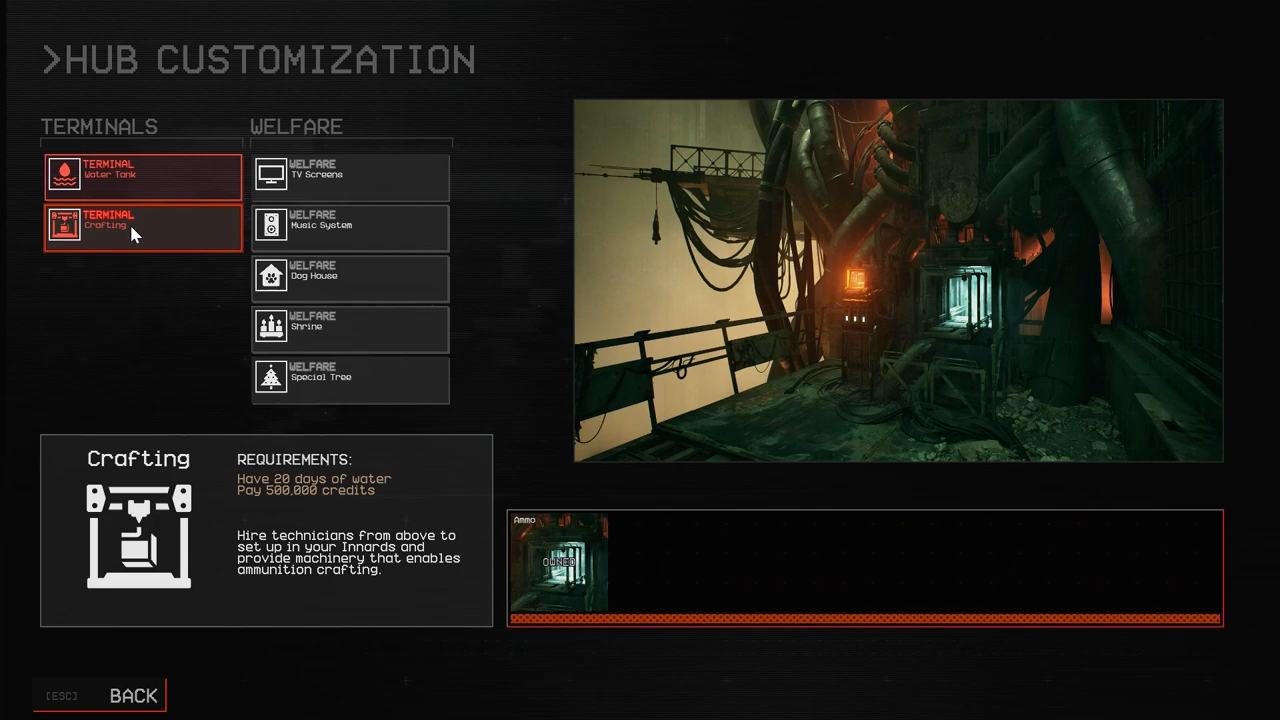 >HUB CUSTOMIZATION
TERMINALS
WELFARE
TERMINAL
Water Tank
TERMINAL
Crafting
WELFARE
TV Screens
WELFARE
Music System
WELFARE
Dog House
WELFARE
Shrine
WELFARE
Special Tree
Crafting
REQUIREMENTS:
Have 20 days of water
Pay 500,000 credits
Hire technicians from above to
set up in your Innards and
provide machinery that enables
ammunition crafting.
Ammo
OWNED
[ESC] BACK